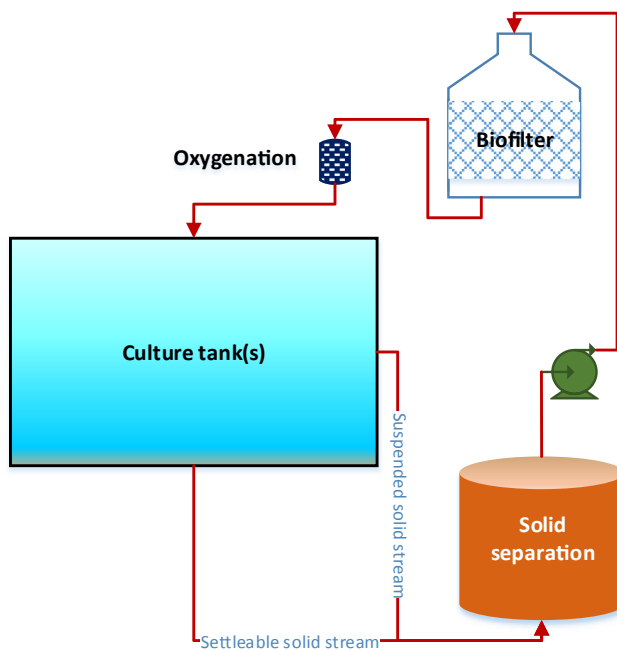 Biofilter
Oxygenation
Culture tank(s)
Suspended solid stream
Solid
separation
Settleable solid stream